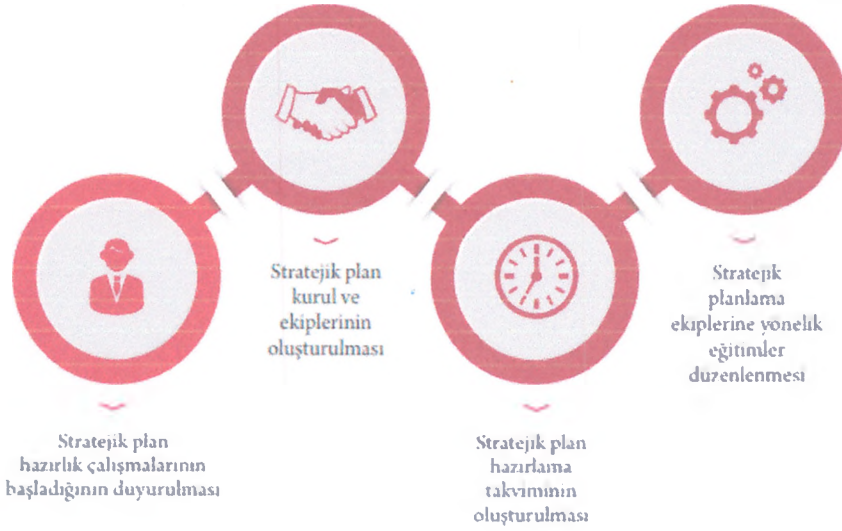 Stratejik plan
hazırlık çalışmalarının
başladığının duyurulması
Stratejik plan
kurul ve
ekiplerinin
oluşturulması
Stratejik plan
hazırlama
takviminin
oluşturulması
Stratejik
planlama
ekiplerine yönelik
eğitimler
düzenlenmesi